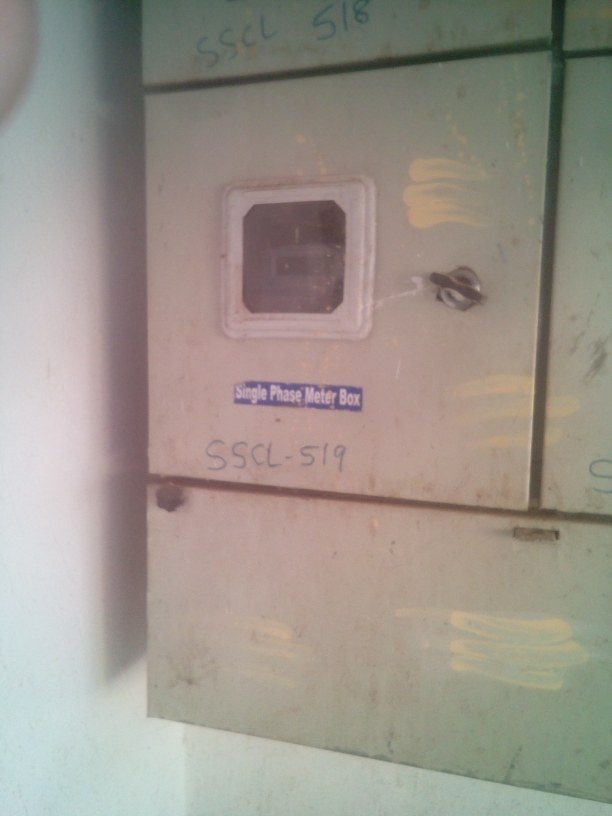 SSCL 518
Single Phase Meter Box
SSCL-519